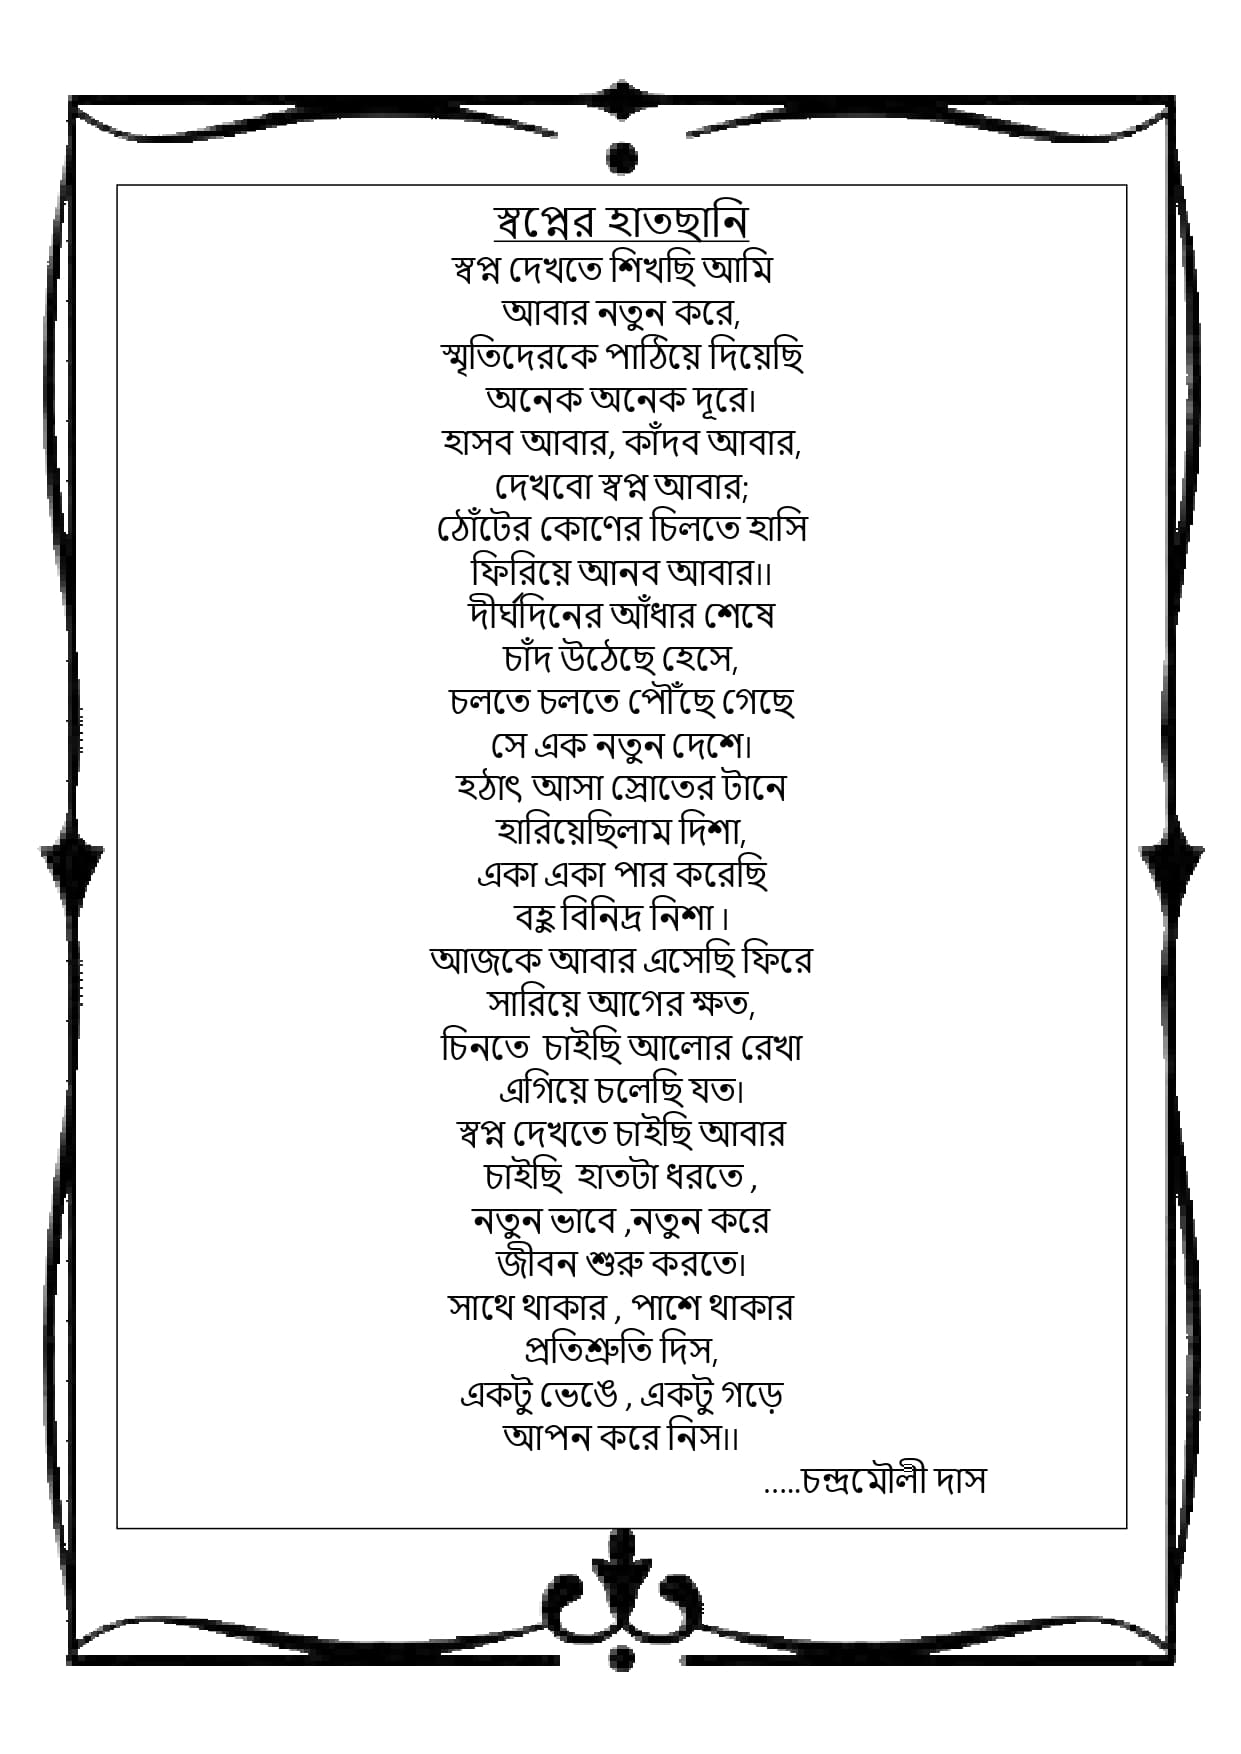 স্বপ্নের হাতছানি
স্বপ্ন দেখতে শিখছি আমি
আবার নতুন করে,
স্মৃতিদেরকে পাঠিয়ে দিয়েছি
অনেক অনেক দূরে।
হাসব আবার, কাঁদব আবার,
দেখবো স্বপ্ন আবার;
ঠোঁটের কোণের চিলতে হাসি
ফিরিয়ে আনব আবার।।
দীর্ঘদিনের আঁধার শেষে
চাঁদ উঠেছে হেসে,
চলতে চলতে পৌঁছে গেছে
সে এক নতুন দেশে।
হঠাৎ আসা স্রোতের টানে
হারিয়েছিলাম দিশা,
একা একা পার করেছি
বহু বিনিদ্র নিশা ।
আজকে আবার এসেছি ফিরে
সারিয়ে আগের ক্ষত,
চিনতে  চাইছি আলোর রেখা
এগিয়ে চলেছি যত।
স্বপ্ন দেখতে চাইছি আবার
চাইছি  হাতটা ধরতে ,
নতুন ভাবে ,নতুন করে
জীবন শুরু করতে।
সাথে থাকার , পাশে থাকার
প্রতিশ্রুতি দিস,
একটু ভেঙে , একটু গড়ে
আপন করে নিস।।
.....চন্দ্রমৌলী দাস